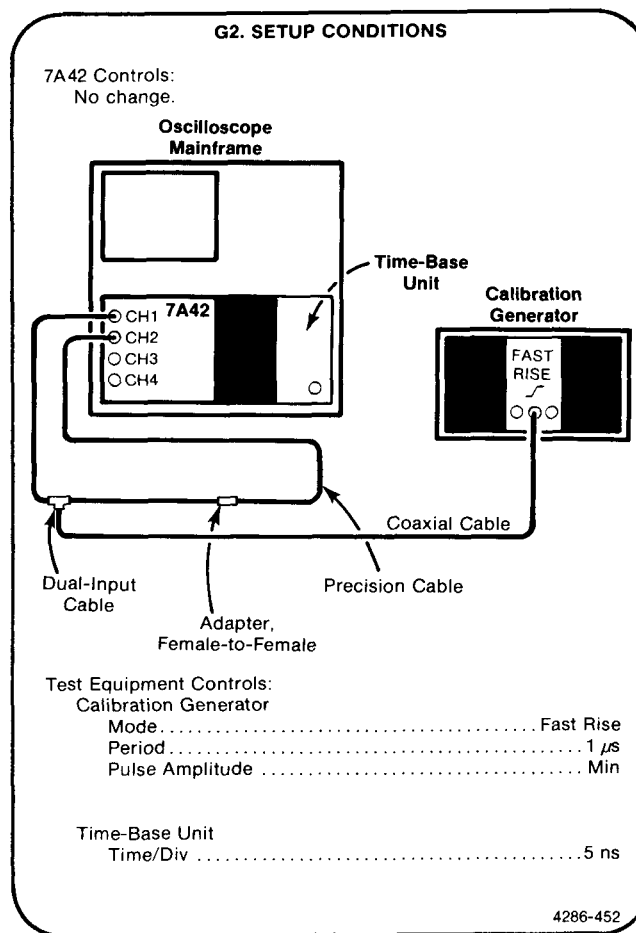 G2. SETUP CONDITIONS
7A42 Controls:
No change.
Oscilloscope
Mainframe
Time-Base
Unit
Calibration
Generator
7A42
CH1
CH2
CH3
CH4
FAST
RISE
Coaxial Cable
Dual-Input
Cable
Precision Cable
Adapter,
Female-to-Female
Test Equipment Controls:
Calibration Generator
Mode......................................Fast Rise
Period.........................................1 μs
Pulse Amplitude .................................Min
Time-Base Unit
Time/Div .......................................5 ns
4286-452